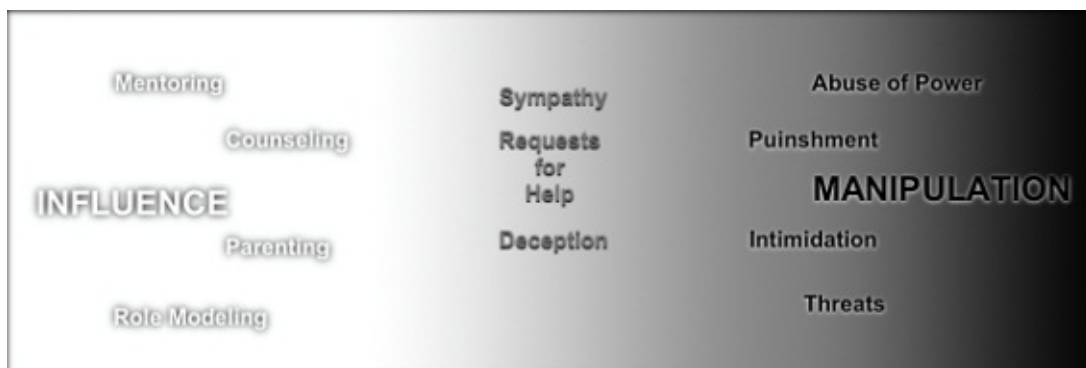 Mentoring
Counseling
INFLUENCE
Parenting
Role Modeling
Sympathy
Requests
for
Help
Deception
Abuse of Power
Puinshment
MANIPULATION
Intimidation
Threats